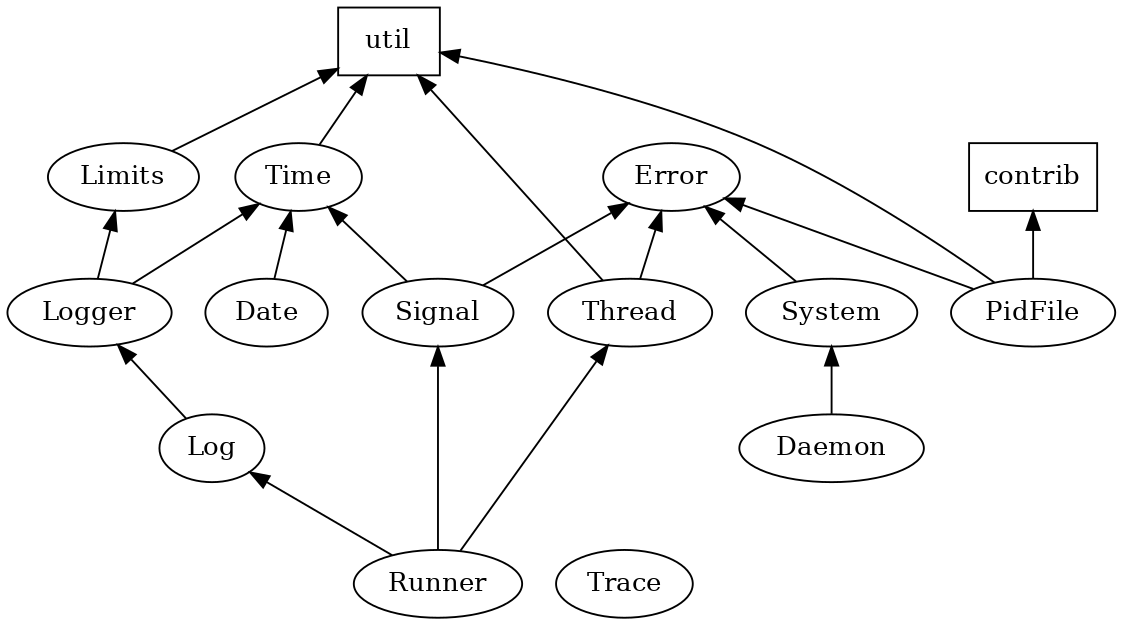 util
Limits
Time
Error
contrib
Logger
Date
Signal
Thread
System
PidFile
Log
Daemon
Runner
Trace